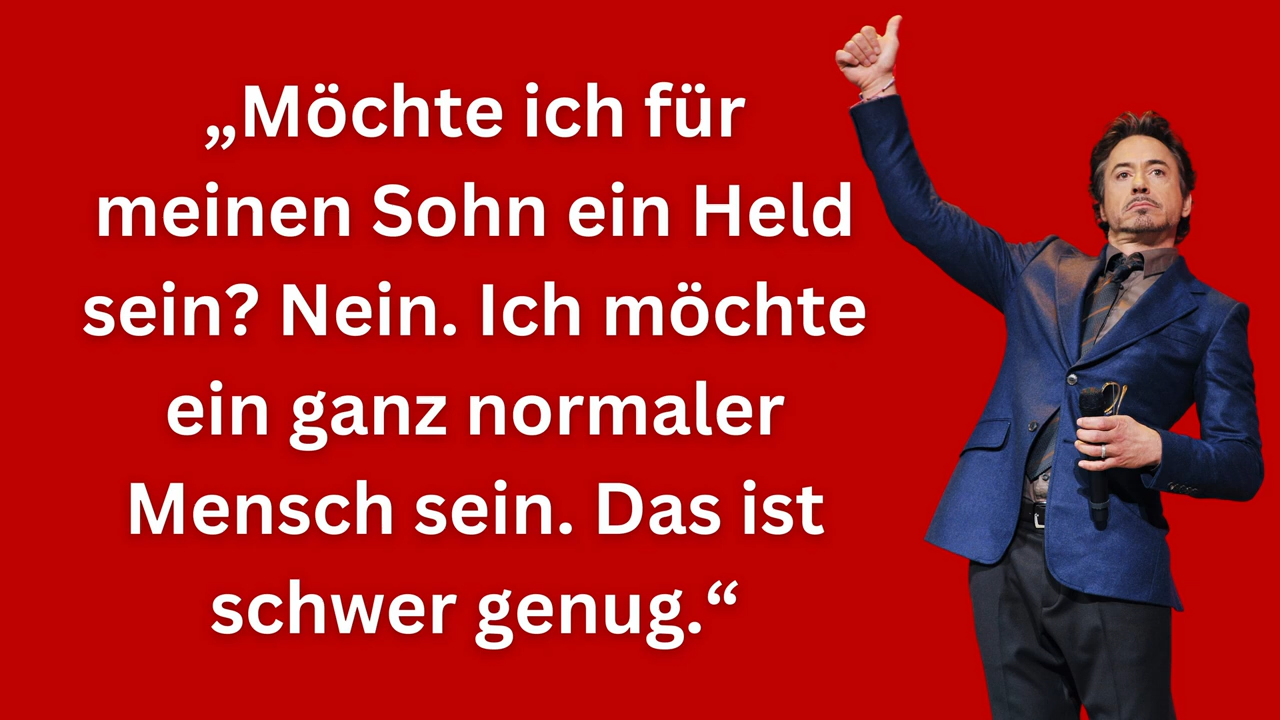 „Möchte ich für
meinen Sohn ein Held
sein? Nein. Ich möchte
ein ganz normaler
Mensch sein. Das ist
schwer genug.“